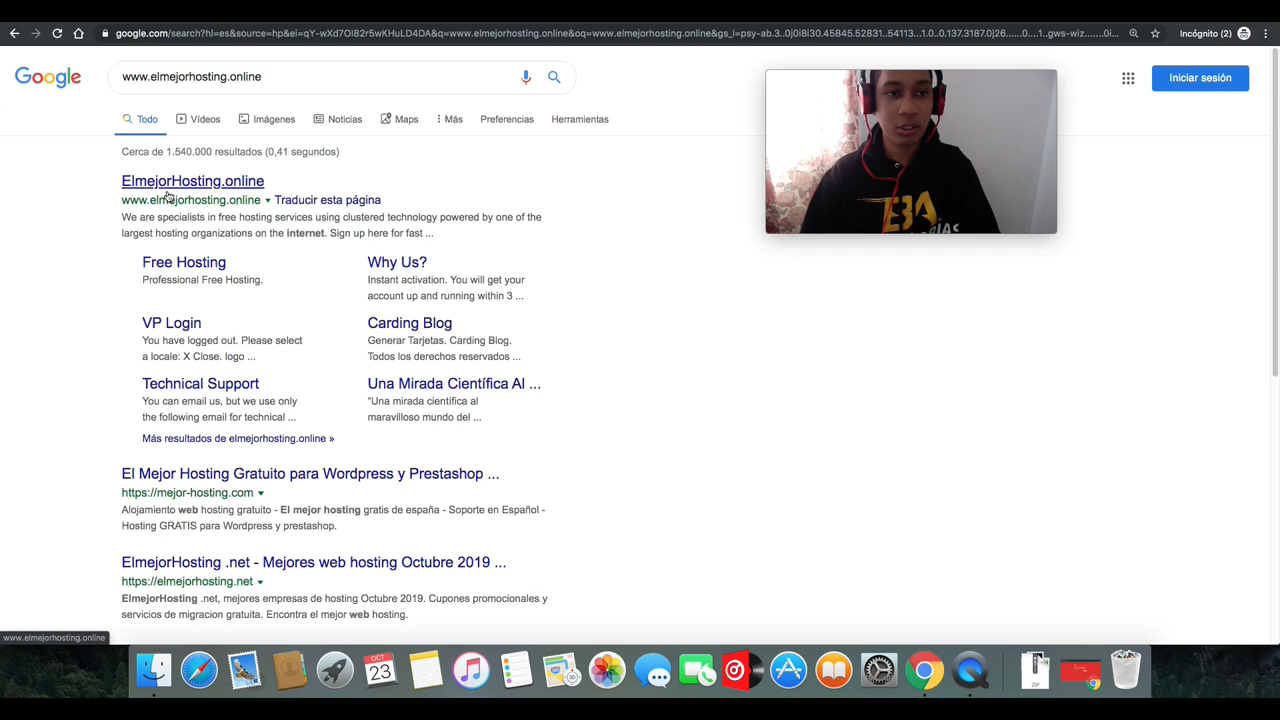 google.com/search?hl=es&source=hp&ei=qY-wXd7OI82r5wKHuLD4DA&q=www.elmejorhosting.online&oq=www.elmejorhosting.online&gs_l=psy-ab.3..0j0i8i30.45845.52831..54113...1.0..0.137.3187.0j26......0....1..gws-wiz.......0i...
Incógnito (2)
Google
www.elmejorhosting.online
Iniciar sesión
Todo
Vídeos
Imágenes
Noticias
Maps
Más
Preferencias
Herramientas
Cerca de 1.540.000 resultados (0,41 segundos)
ElmejorHosting.online
www.elmejorhosting.online Traducir esta página
We are specialists in free hosting services using clustered technology powered by one of the
largest hosting organizations on the internet. Sign up here for fast ...
Free Hosting
Professional Free Hosting.
Why Us?
Instant activation. You will get your
account up and running within 3 ...
VP Login
You have logged out. Please select
a locale: X Close. logo ...
Carding Blog
Generar Tarjetas. Carding Blog.
Todos los derechos reservados ...
Technical Support
You can email us, but we use only
the following email for technical ...
Una Mirada Científica Al ...
"Una mirada científica al
maravilloso mundo del ...
Más resultados de elmejorhosting.online »
El Mejor Hosting Gratuito para Wordpress y Prestashop ...
https://mejor-hosting.com
Alojamiento web hosting gratuito - El mejor hosting gratis de españa - Soporte en Español -
Hosting GRATIS para Wordpress y prestashop.
ElmejorHosting .net - Mejores web hosting Octubre 2019 ...
https://elmejorhosting.net
ElmejorHosting .net, mejores empresas de hosting Octubre 2019. Cupones promocionales y
servicios de migracion gratuita. Encontra el mejor web hosting.
www.elmejorhosting.online
OCT
23
3D
ZIP